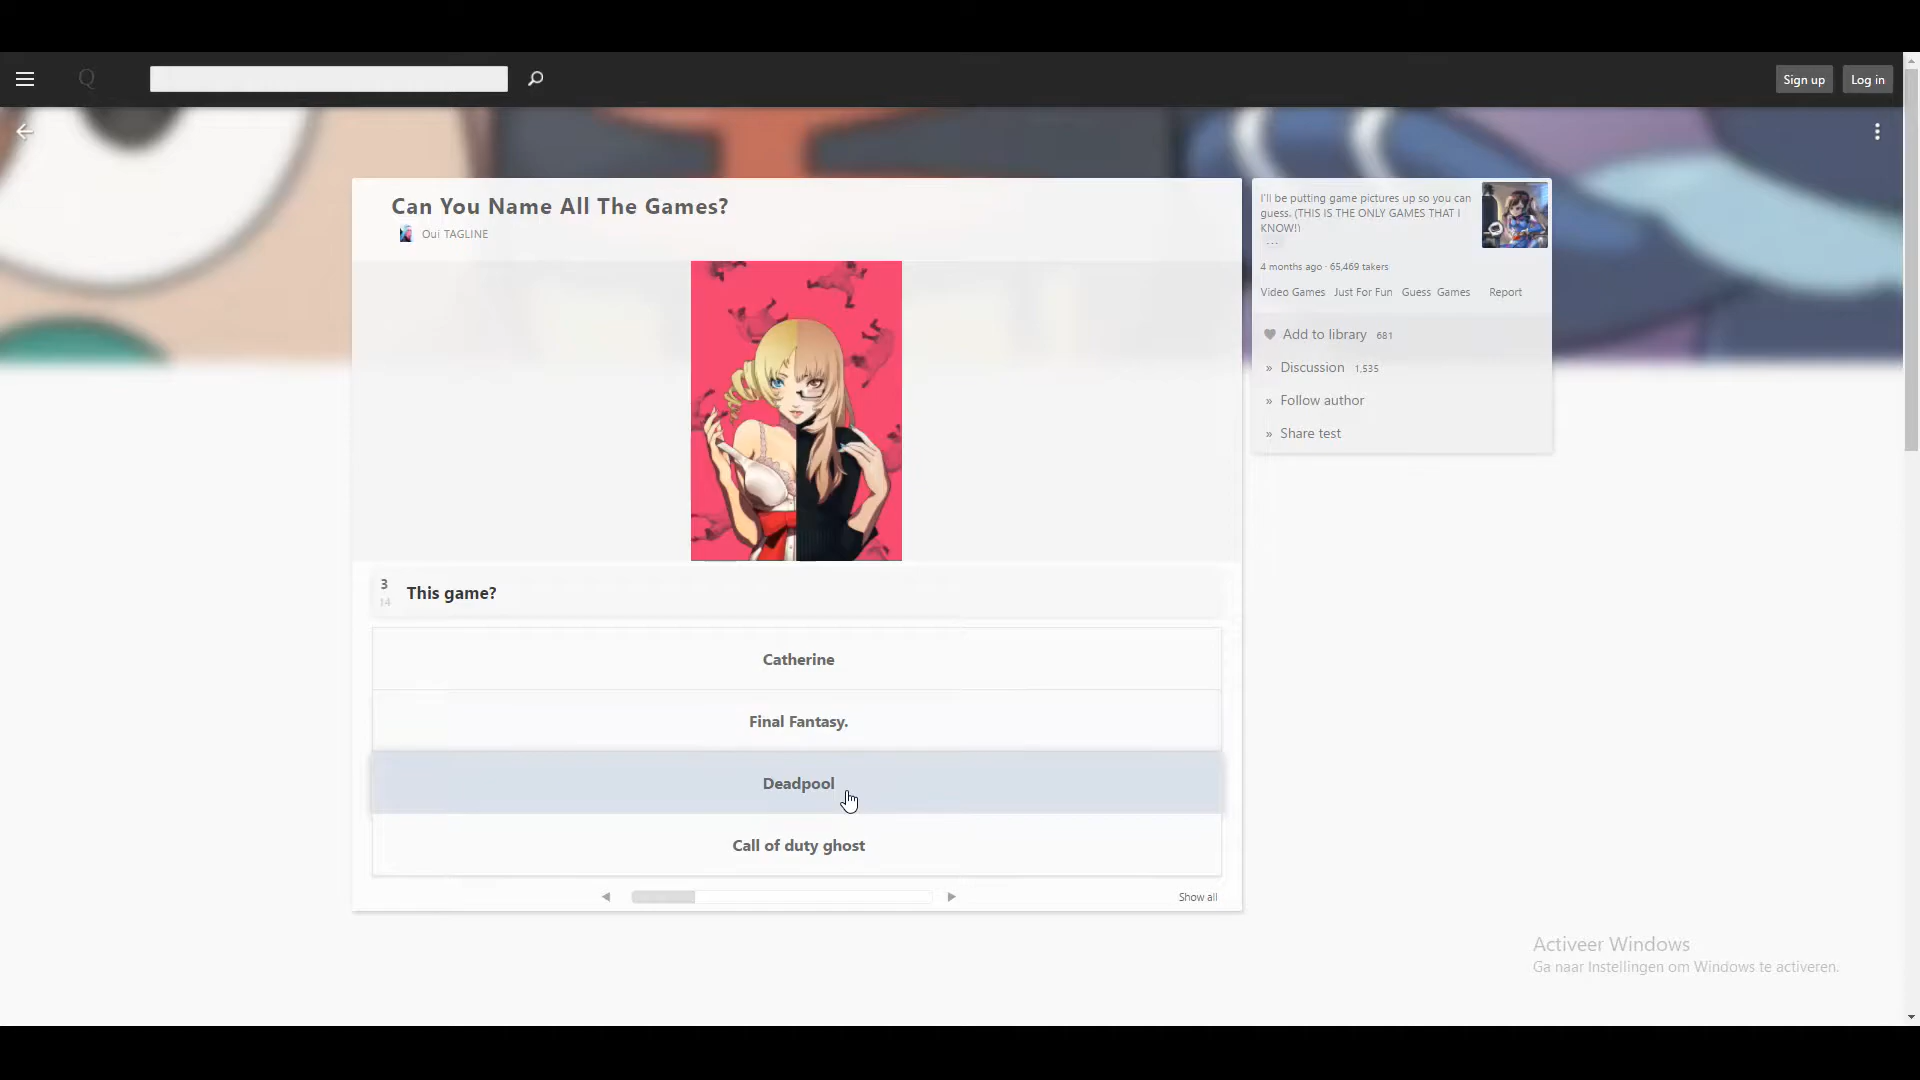 Q
Sign up
Log in
Can You Name All The Games?
Oui TAGLINE
I'll be putting game pictures up so you can
guess. (THIS IS THE ONLY GAMES THAT I
KNOW!)
...
4 months ago · 65,469 takers
Video Games Just For Fun Guess Games Report
Add to library 681
» Discussion 1,535
» Follow author
» Share test
3
14
This game?
Catherine
Final Fantasy.
Deadpool
Call of duty ghost
Show all
Activeer Windows
Ga naar Instellingen om Windows te activeren.